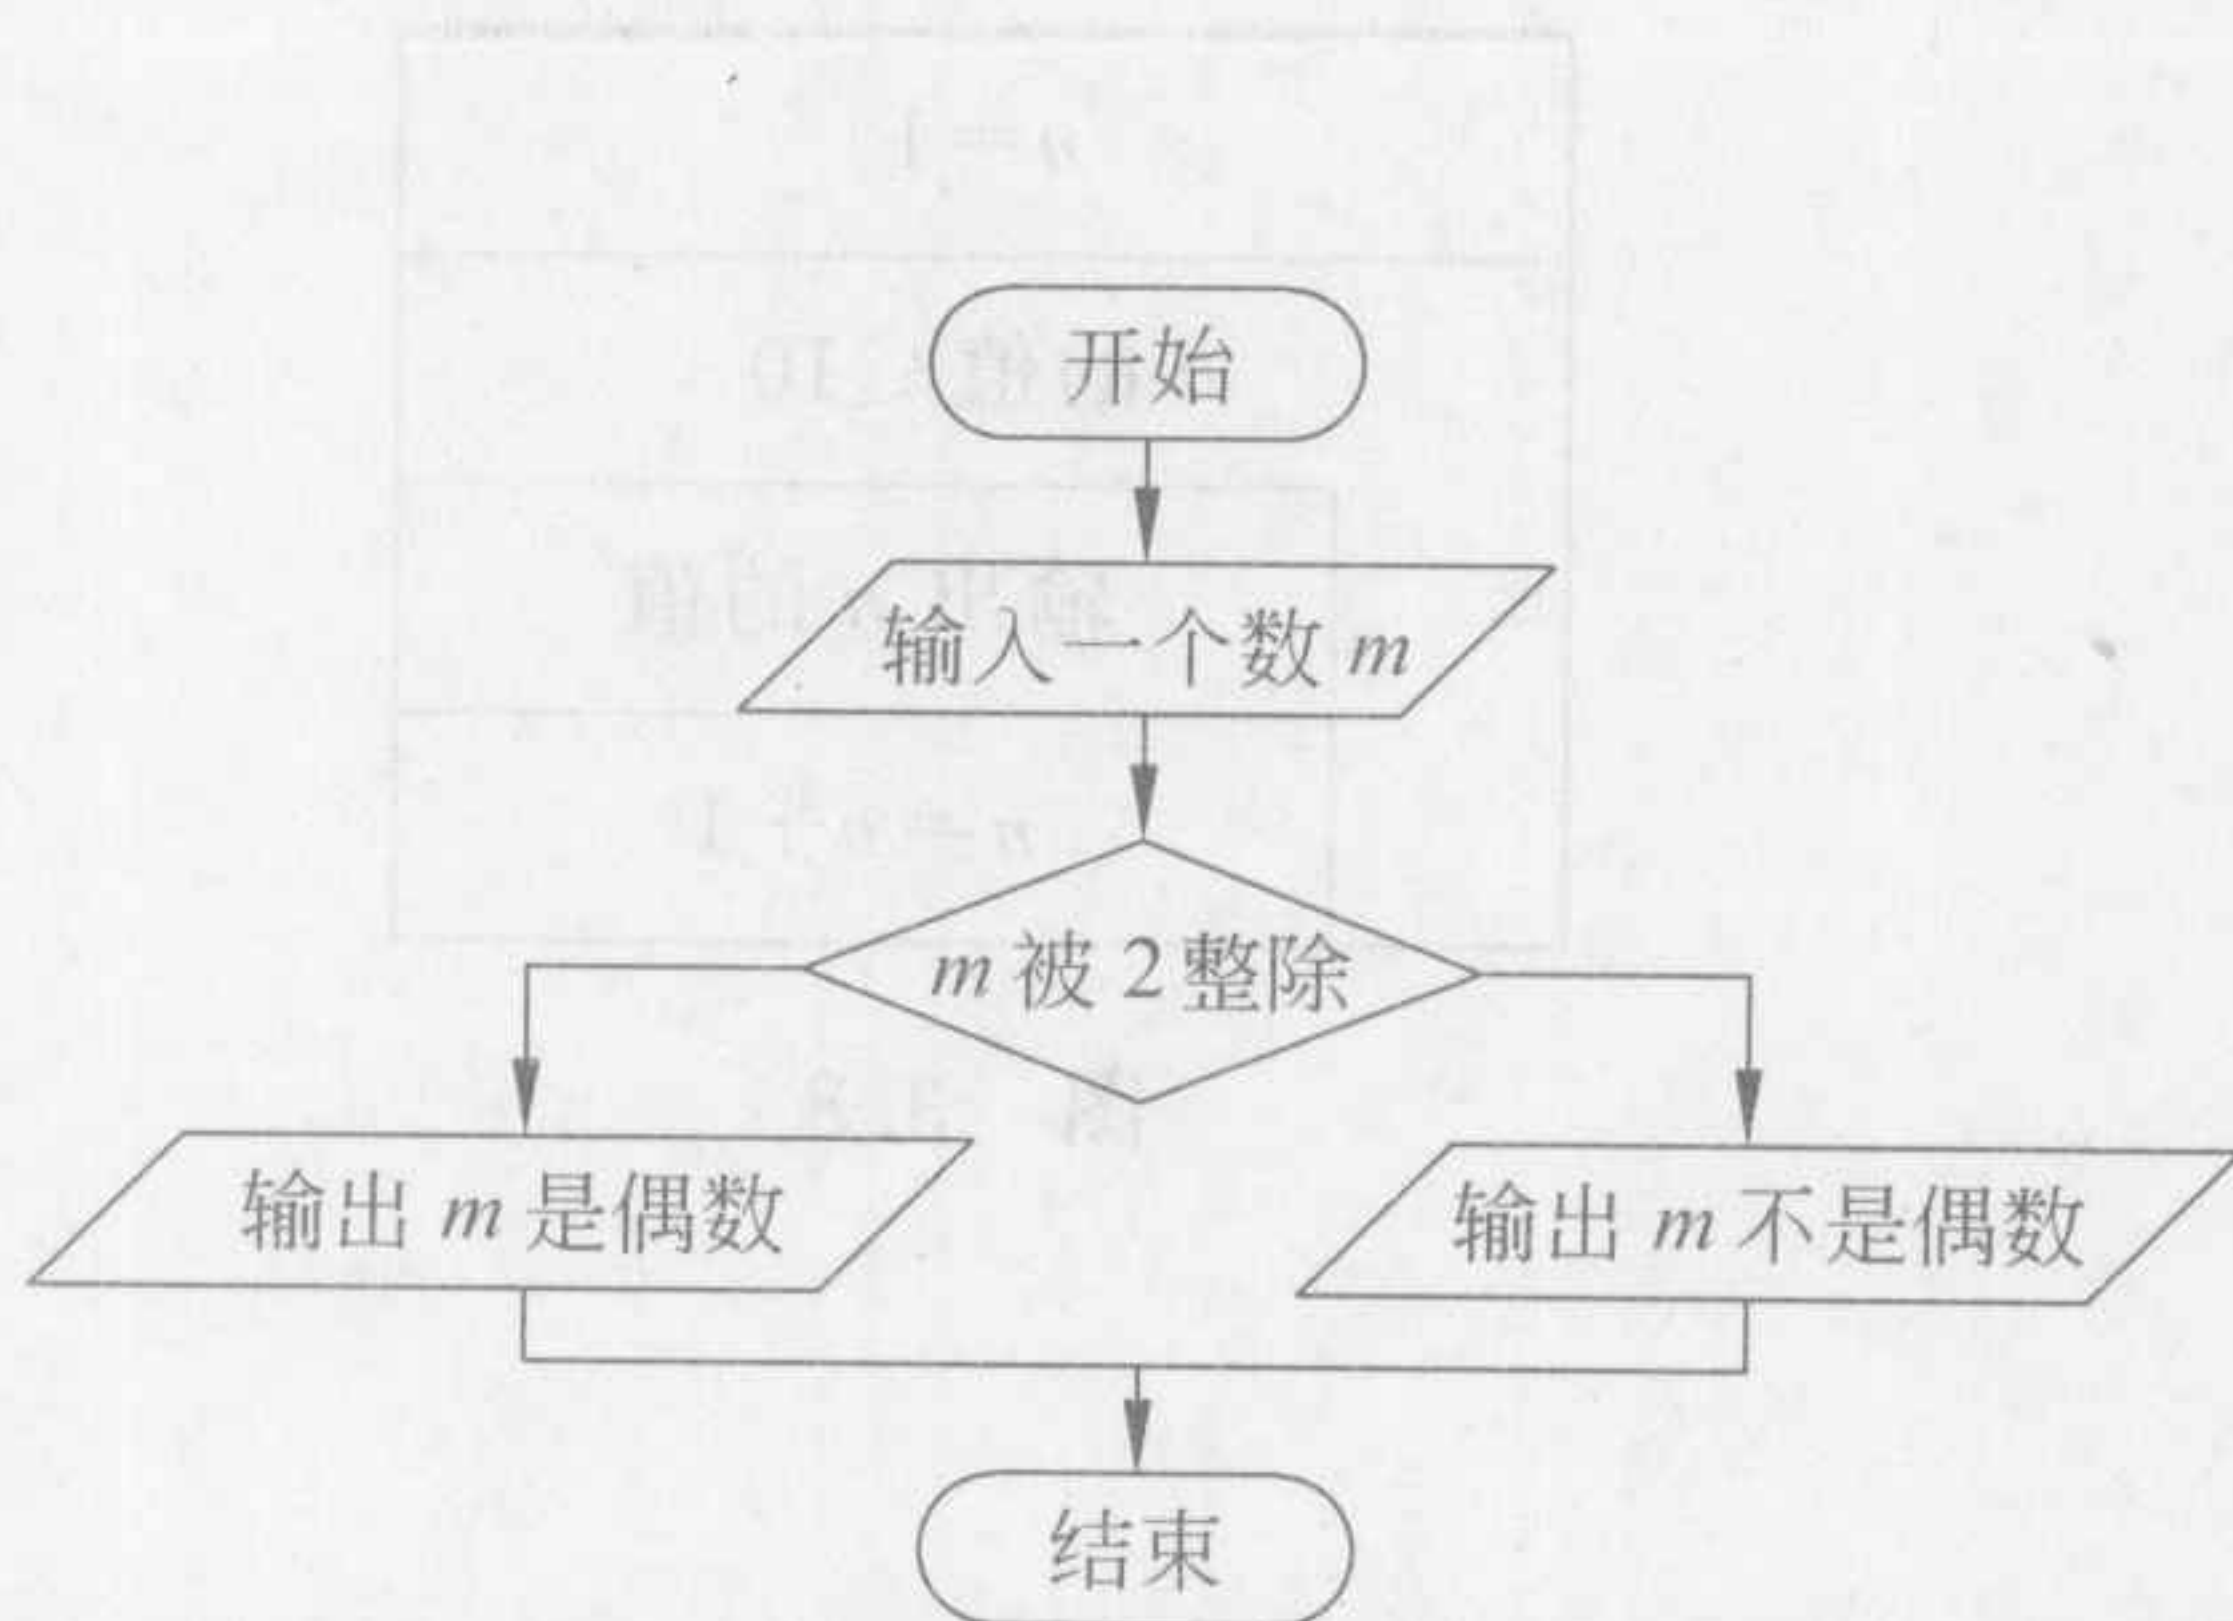 开始
输入一个数 m
m 被 2 整除
输出 m 是偶数
输出 m 不是偶数
结束